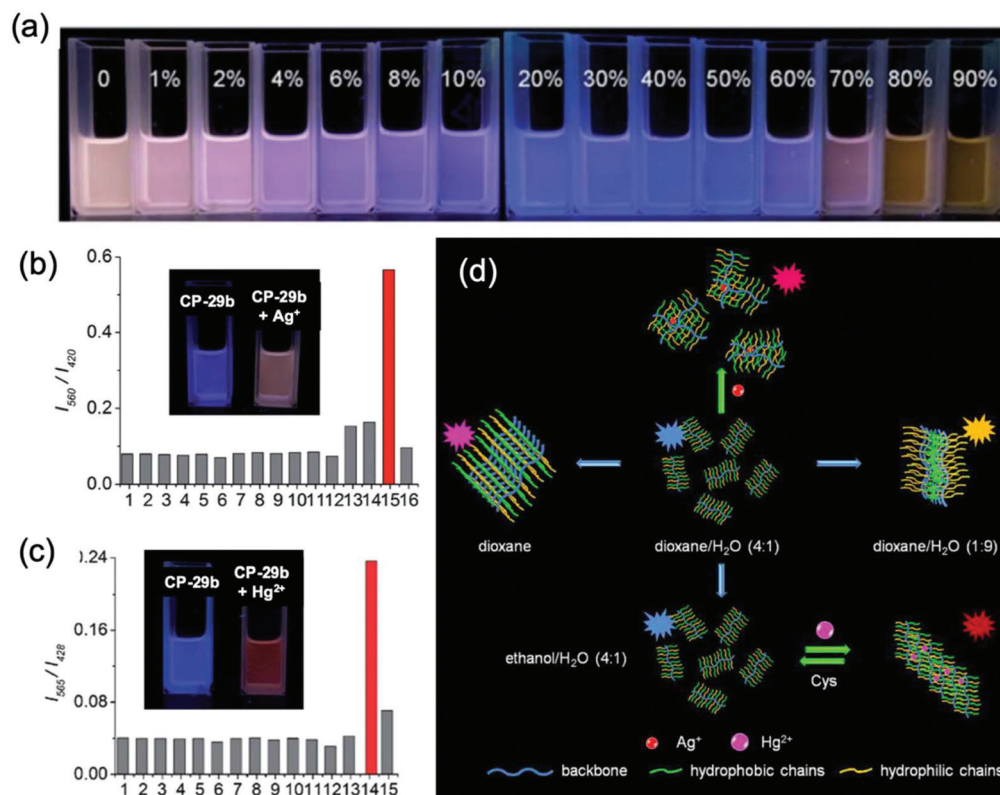 (a)
0 1% 2% 4% 6% 8% 10% 20% 30% 40% 50% 60% 70% 80% 90%
(b)
0.6
0.4
0.2
0.0
I560 / I420
CP-29b
CP-29b
+ Ag⁺
1 2 3 4 5 6 7 8 9 10 11 12 13 14 15 16
(c)
0.24
0.16
0.08
0.00
I565 / I428
CP-29b
CP-29b
+ Hg²⁺
1 2 3 4 5 6 7 8 9 10 11 12 13 14 15
(d)
dioxane
dioxane/H₂O (4:1)
dioxane/H₂O (1:9)
ethanol/H₂O (4:1)
Cys
Ag⁺
Hg²⁺
backbone
hydrophobic chains
hydrophilic chains